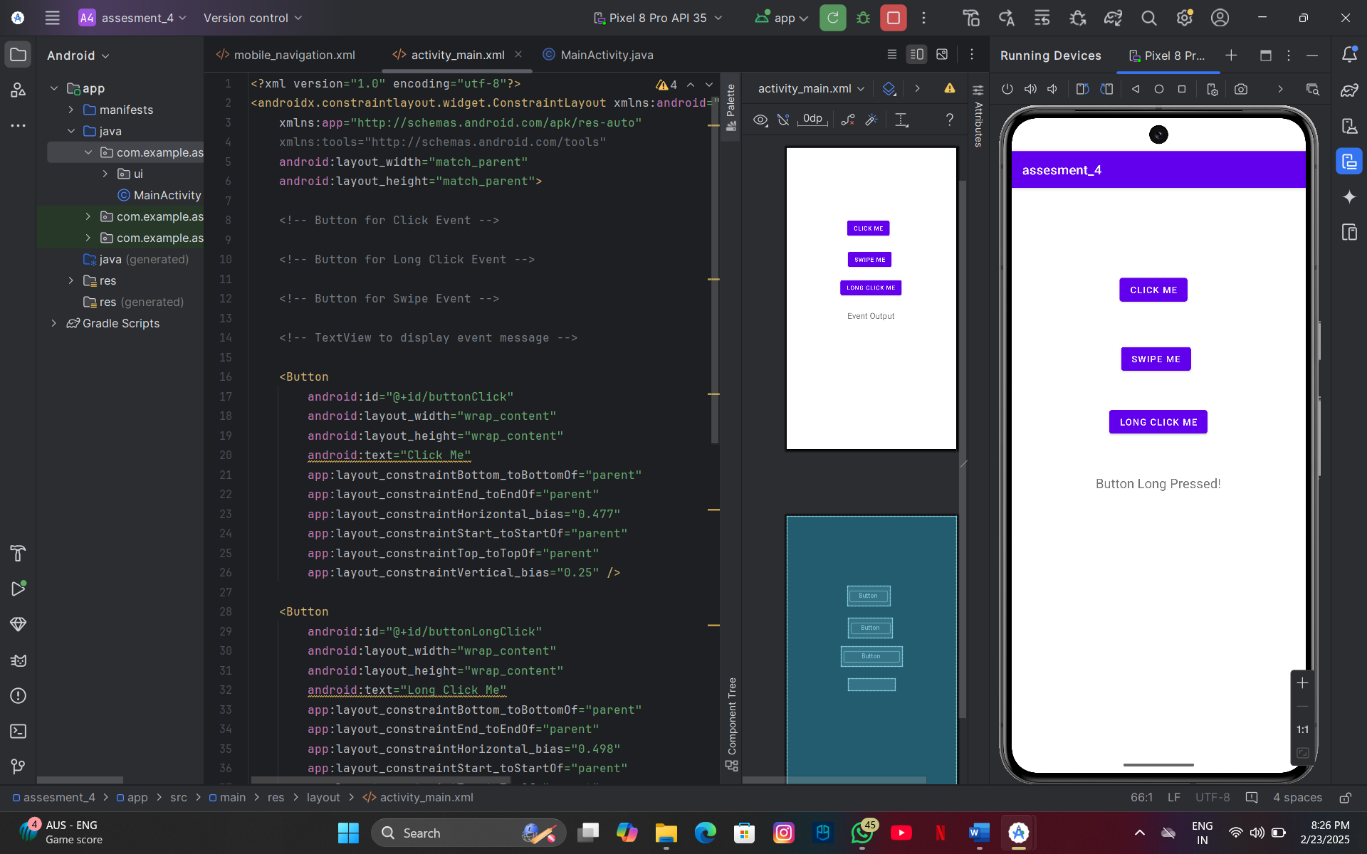 A4 assesment_4
Version control
Pixel 8 Pro API 35
app
Android
mobile_navigation.xml
activity_main.xml
MainActivity.java
Running Devices
Pixel 8 Pr...
app
manifests
java
com.example.as
ui
MainActivity
com.example.as
com.example.as
java (generated)
res
res (generated)
Gradle Scripts
4
1 <?xml version="1.0" encoding="utf-8"?>
2 <androidx.constraintlayout.widget.ConstraintLayout xmlns:android="
3 xmlns:app="http://schemas.android.com/apk/res-auto"
4 xmlns:tools="http://schemas.android.com/tools"
5 android:layout_width="match_parent"
6 android:layout_height="match_parent">
7
8 <!-- Button for Click Event -->
9
10 <!-- Button for Long Click Event -->
11
12 <!-- Button for Swipe Event -->
13
14 <!-- TextView to display event message -->
15
16 <Button
17 android:id="@+id/buttonClick"
18 android:layout_width="wrap_content"
19 android:layout_height="wrap_content"
20 android:text="Click Me"
21 app:layout_constraintBottom_toBottomOf="parent"
22 app:layout_constraintEnd_toEndOf="parent"
23 app:layout_constraintHorizontal_bias="0.477"
24 app:layout_constraintStart_toStartOf="parent"
25 app:layout_constraintTop_toTopOf="parent"
26 app:layout_constraintVertical_bias="0.25" />
27
28 <Button
29 android:id="@+id/buttonLongClick"
30 android:layout_width="wrap_content"
31 android:layout_height="wrap_content"
32 android:text="Long Click Me"
33 app:layout_constraintBottom_toBottomOf="parent"
34 app:layout_constraintEnd_toEndOf="parent"
35 app:layout_constraintHorizontal_bias="0.498"
36 app:layout_constraintStart_toStartOf="parent"
Palette
Component Tree
activity_main.xml
0dp
?
Attributes
CLICK ME
SWIPE ME
LONG CLICK ME
Event Output
Button
Button
Button
assesment_4
CLICK ME
SWIPE ME
LONG CLICK ME
Button Long Pressed!
1:1
assesment_4 > app > src > main > res > layout > activity_main.xml
66:1 LF UTF-8 4 spaces
4
AUS - ENG
Game score
Search
45
ENG
IN
8:26 PM
2/23/2025